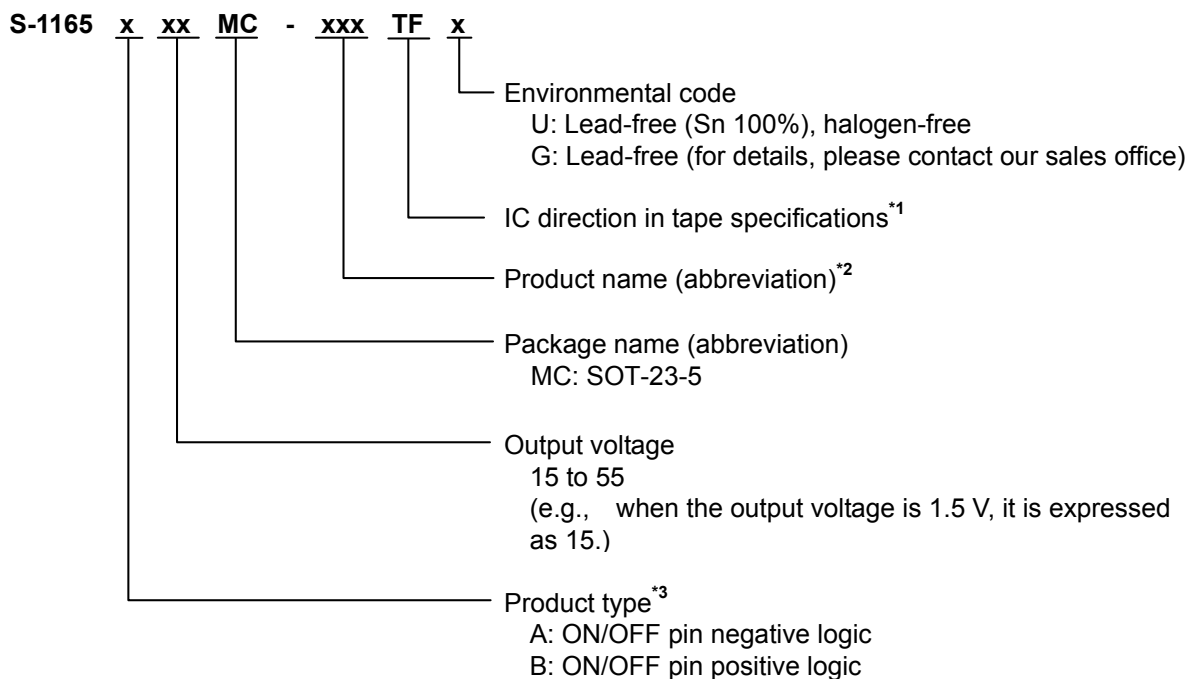 S-1165 x xx MC - xxx TF x
Environmental code
U: Lead-free (Sn 100%), halogen-free
G: Lead-free (for details, please contact our sales office)
IC direction in tape specifications*1
Product name (abbreviation)*2
Package name (abbreviation)
MC: SOT-23-5
Output voltage
15 to 55
(e.g., when the output voltage is 1.5 V, it is expressed
as 15.)
Product type*3
A: ON/OFF pin negative logic
B: ON/OFF pin positive logic